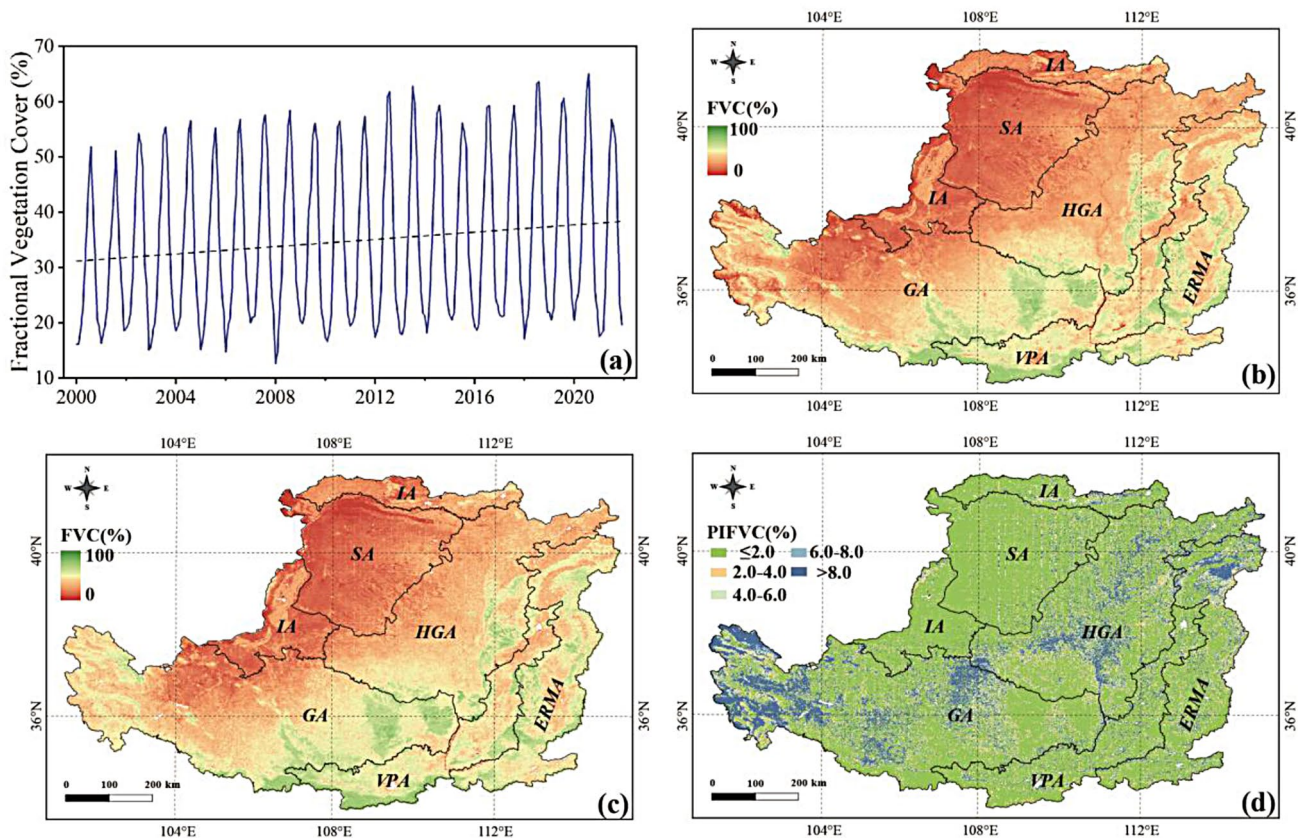 Fractional Vegetation Cover (%)
70
60
50
40
30
20
10
2000 2004 2008 2012 2016 2020
(a)
104°E 108°E 112°E
N
W E
S
FVC(%)
100
0
40°N
36°N
IA
SA
IA
HGA
GA
ERMA
VPA
0 100 200 km
(b)
104°E 108°E 112°E
104°E 108°E 112°E
N
W E
S
FVC(%)
100
0
40°N 40°N
36°N 36°N
IA
SA
IA
HGA
GA
ERMA
VPA
0 100 200 km
(c)
104°E 108°E 112°E
104°E 108°E 112°E
N
W E
S
PIFVC(%)
≤2.0 6.0-8.0
2.0-4.0 >8.0
4.0-6.0
40°N
36°N
IA
SA
IA
HGA
GA
ERMA
VPA
0 100 200 km
(d)
104°E 108°E 112°E